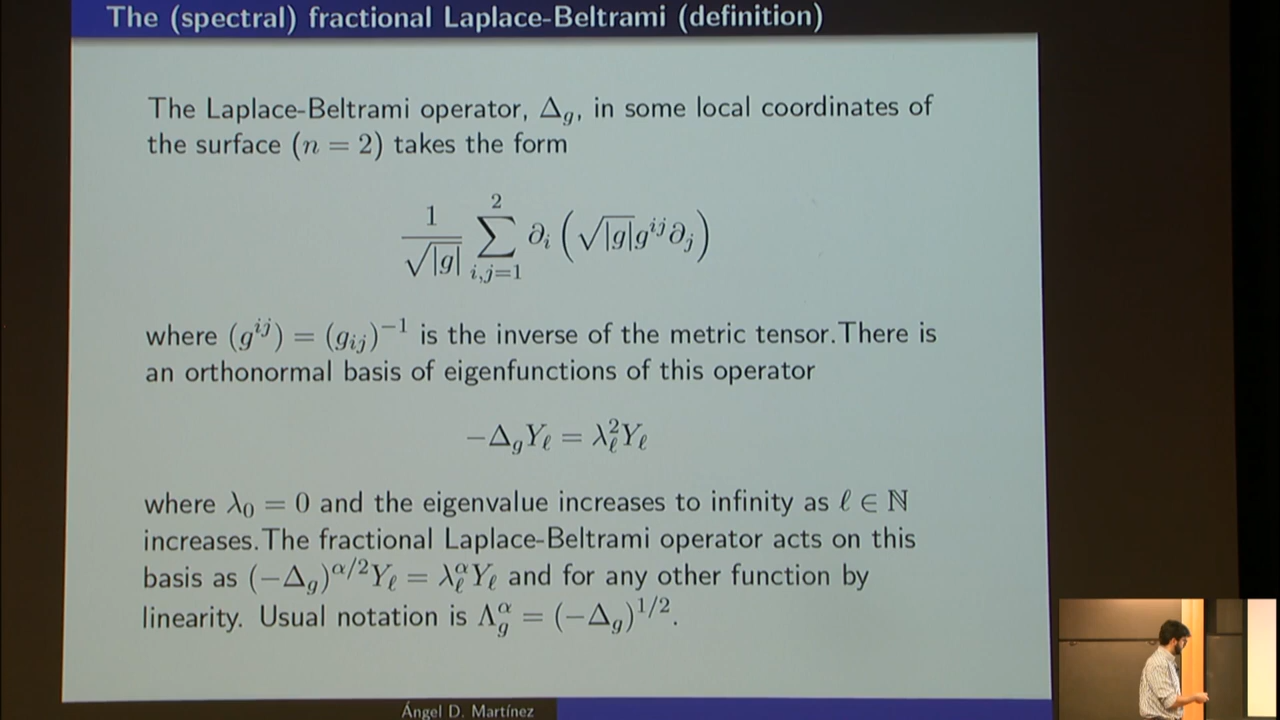 The (spectral) fractional Laplace-Beltrami (definition)
The Laplace-Beltrami operator, Δ_g, in some local coordinates of
the surface (n = 2) takes the form
\frac{1}{\sqrt{|g|}} \sum_{i,j=1}^{2} ∂_i (\sqrt{|g|} g^{ij} ∂_j)
where (g^{ij}) = (g_{ij})^{-1} is the inverse of the metric tensor.There is
an orthonormal basis of eigenfunctions of this operator
−Δ_g Y_ℓ = λ_ℓ^2 Y_ℓ
where λ_0 = 0 and the eigenvalue increases to infinity as ℓ ∈ ℕ
increases.The fractional Laplace-Beltrami operator acts on this
basis as (−Δ_g)^{α/2} Y_ℓ = λ_ℓ^α Y_ℓ and for any other function by
linearity. Usual notation is Λ_g^α = (−Δ_g)^{1/2}.
Ángel D. Martínez